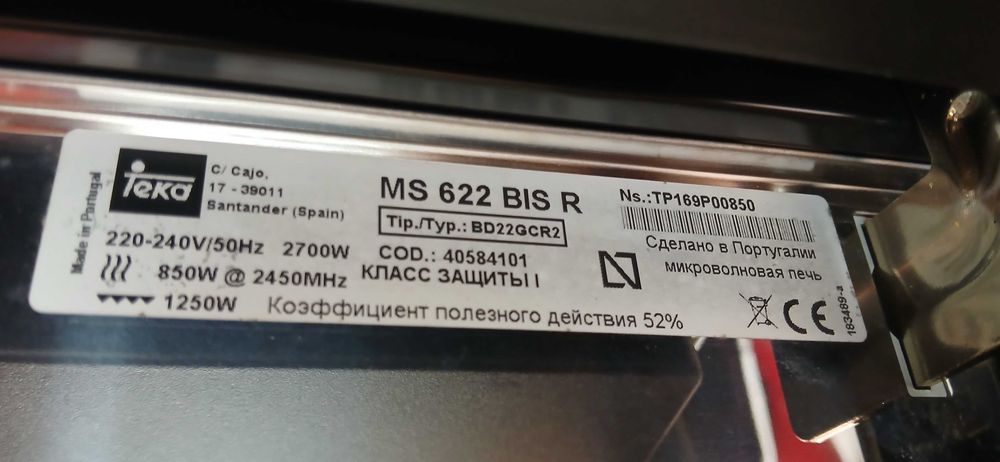 Made in Portugal
Teka
C/ Cajo,
17 - 39011
Santander (Spain)
220-240V/50Hz 2700W
850W @ 2450MHz
1250W
MS 622 BIS R
Tip./Typ.: BD22GCR2
COD.: 40584101
КЛАСС ЗАЩИТЫ I
Коэффициент полезного действия 52%
Ns.:TP169P00850
Сделано в Португалии
микроволновая печь
CE
183489-a